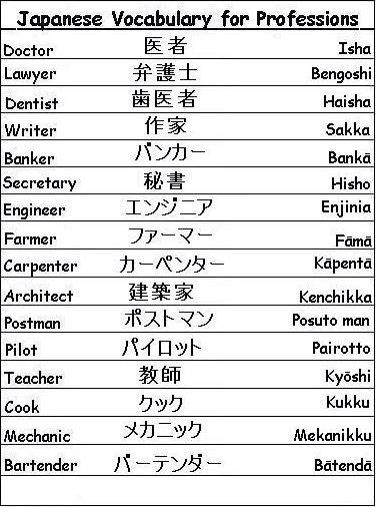 Japanese Vocabulary for Professions
Doctor 医者 Isha
Lawyer 弁護士 Bengoshi
Dentist 歯医者 Haisha
Writer 作家 Sakka
Banker バンカー Bankā
Secretary 秘書 Hisho
Engineer エンジニア Enjinia
Farmer ファーマー Fāmā
Carpenter カーペンター Kāpentā
Architect 建築家 Kenchikka
Postman ポストマン Posuto man
Pilot パイロット Pairotto
Teacher 教師 Kyōshi
Cook クック Kukku
Mechanic メカニック Mekanikku
Bartender バーテンダー Bātendā